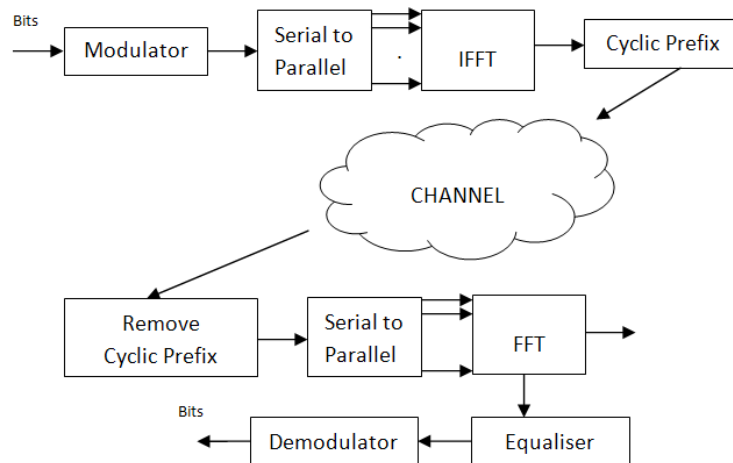 Bits
Modulator
Serial to
Parallel
.
IFFT
Cyclic Prefix
CHANNEL
Remove
Cyclic Prefix
Serial to
Parallel
FFT
Bits
Demodulator
Equaliser